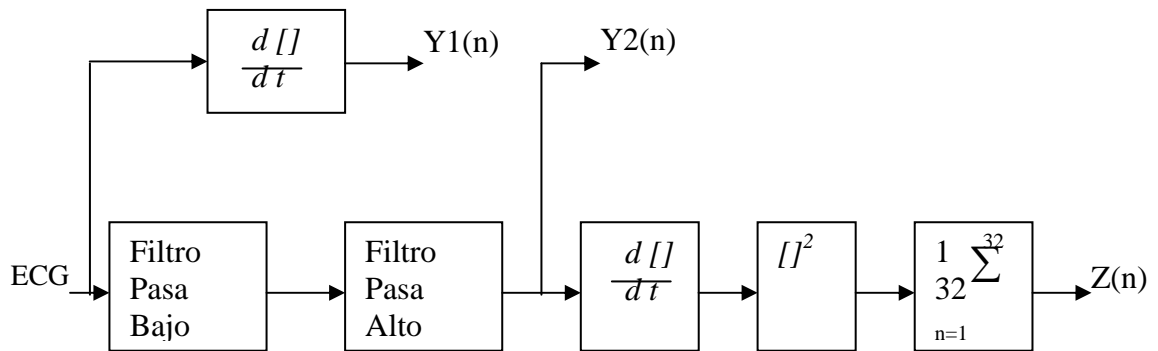 d []
d t
Y1(n)
Y2(n)
ECG
Filtro
Pasa
Bajo
Filtro
Pasa
Alto
d []
d t
[]²
1
32
32
∑
n=1
Z(n)